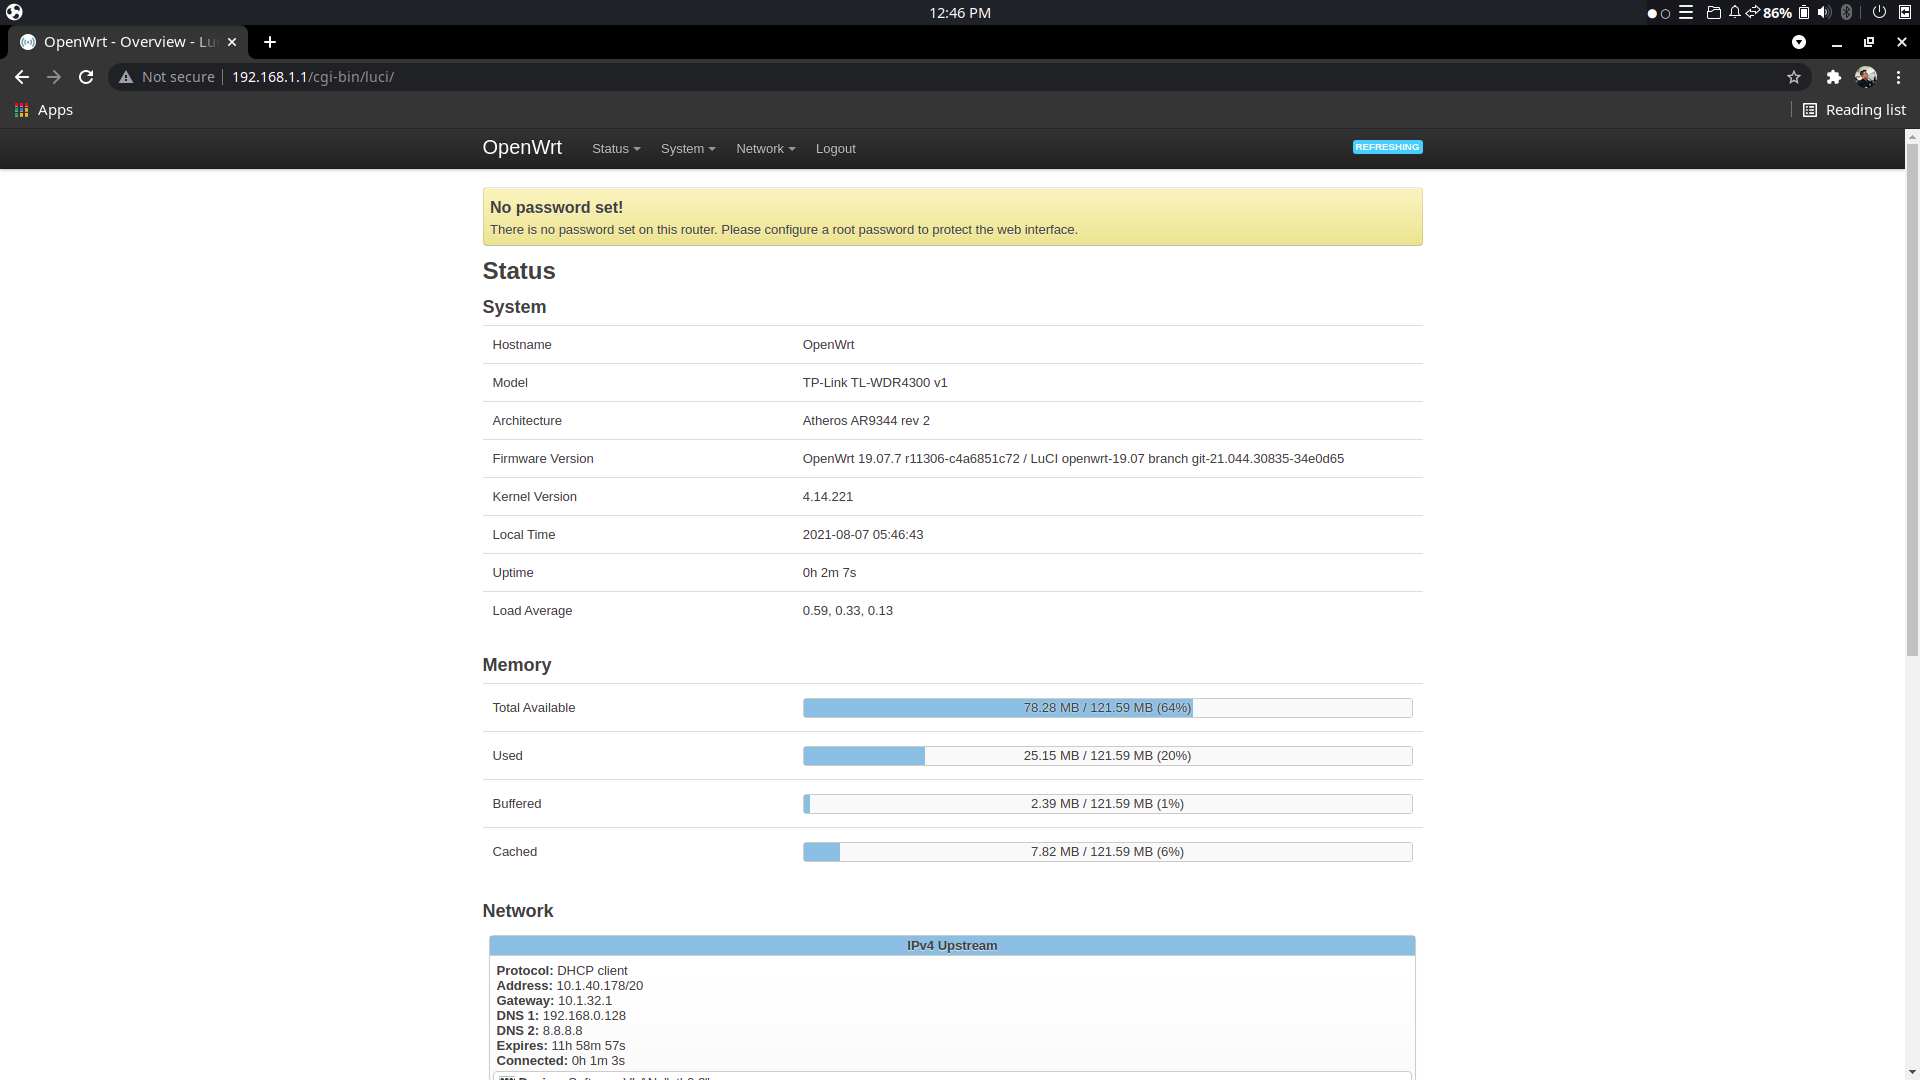 12:46 PM
86%
OpenWrt - Overview - Lu
Not secure 192.168.1.1/cgi-bin/luci/
Apps
Reading list
OpenWrt Status System Network Logout REFRESHING
No password set!
There is no password set on this router. Please configure a root password to protect the web interface.
Status
System
Hostname OpenWrt
Model TP-Link TL-WDR4300 v1
Architecture Atheros AR9344 rev 2
Firmware Version OpenWrt 19.07.7 r11306-c4a6851c72 / LuCI openwrt-19.07 branch git-21.044.30835-34e0d65
Kernel Version 4.14.221
Local Time 2021-08-07 05:46:43
Uptime 0h 2m 7s
Load Average 0.59, 0.33, 0.13
Memory
Total Available 78.28 MB / 121.59 MB (64%)
Used 25.15 MB / 121.59 MB (20%)
Buffered 2.39 MB / 121.59 MB (1%)
Cached 7.82 MB / 121.59 MB (6%)
Network
IPv4 Upstream
Protocol: DHCP client
Address: 10.1.40.178/20
Gateway: 10.1.32.1
DNS 1: 192.168.0.128
DNS 2: 8.8.8.8
Expires: 11h 58m 57s
Connected: 0h 1m 3s